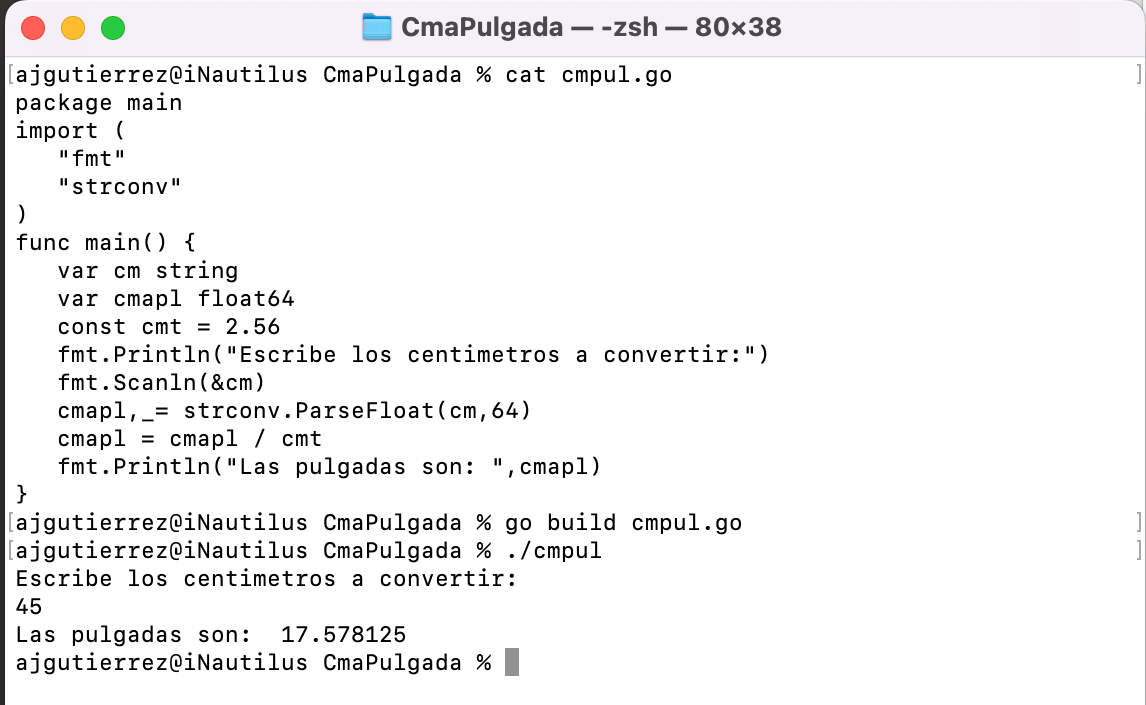 CmaPulgada — -zsh — 80×38
[ajgutierrez@iNautilus CmaPulgada % cat cmpul.go ]
package main
import (
   "fmt"
   "strconv"
)
func main() {
   var cm string
   var cmapl float64
   const cmt = 2.56
   fmt.Println("Escribe los centimetros a convertir:")
   fmt.Scanln(&cm)
   cmapl,_= strconv.ParseFloat(cm,64)
   cmapl = cmapl / cmt
   fmt.Println("Las pulgadas son: ",cmapl)
}
[ajgutierrez@iNautilus CmaPulgada % go build cmpul.go ]
[ajgutierrez@iNautilus CmaPulgada % ./cmpul ]
Escribe los centimetros a convertir:
45
Las pulgadas son:  17.578125
ajgutierrez@iNautilus CmaPulgada %